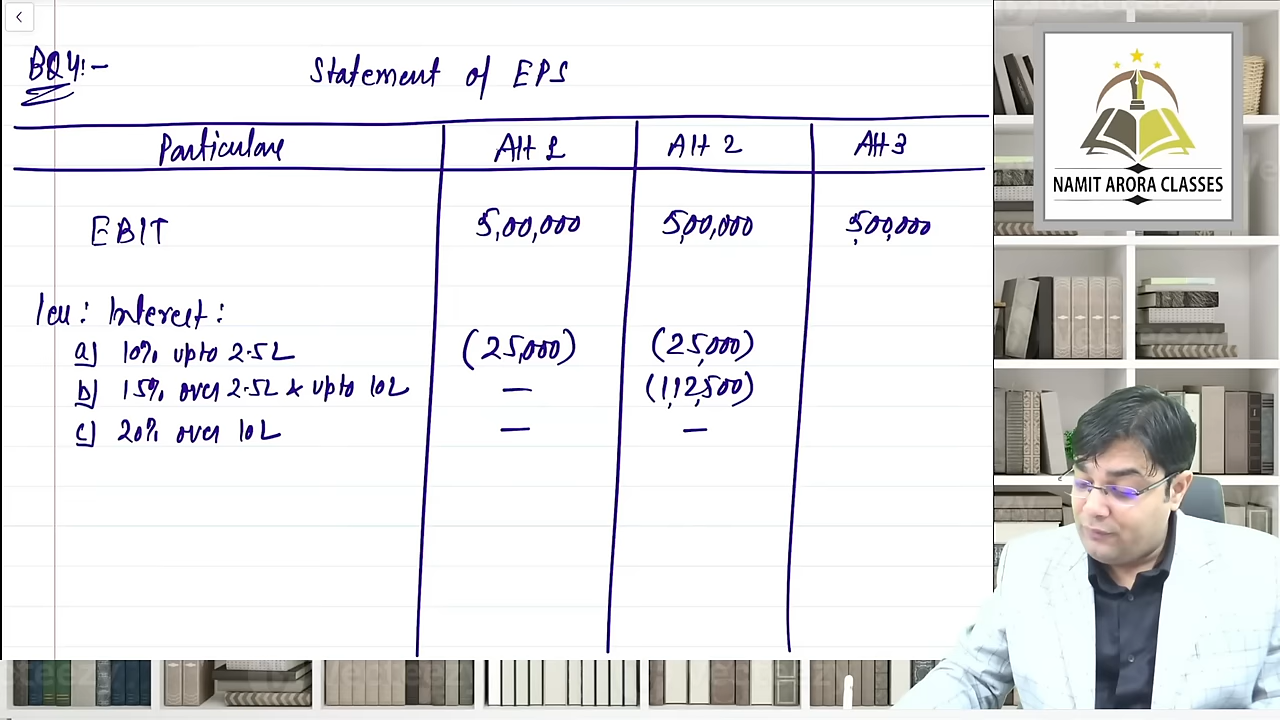 BQ4:-
Statement of EPS
Particulars Alt 1 Alt 2 Alt 3
EBIT 5,00,000 5,00,000 5,00,000
less: Interest:
a) 10% upto 2.5L (25,000) (25,000)
b) 15% over 2.5L & upto 10L — (1,12,500)
c) 20% over 10L — —
NAMIT ARORA CLASSES